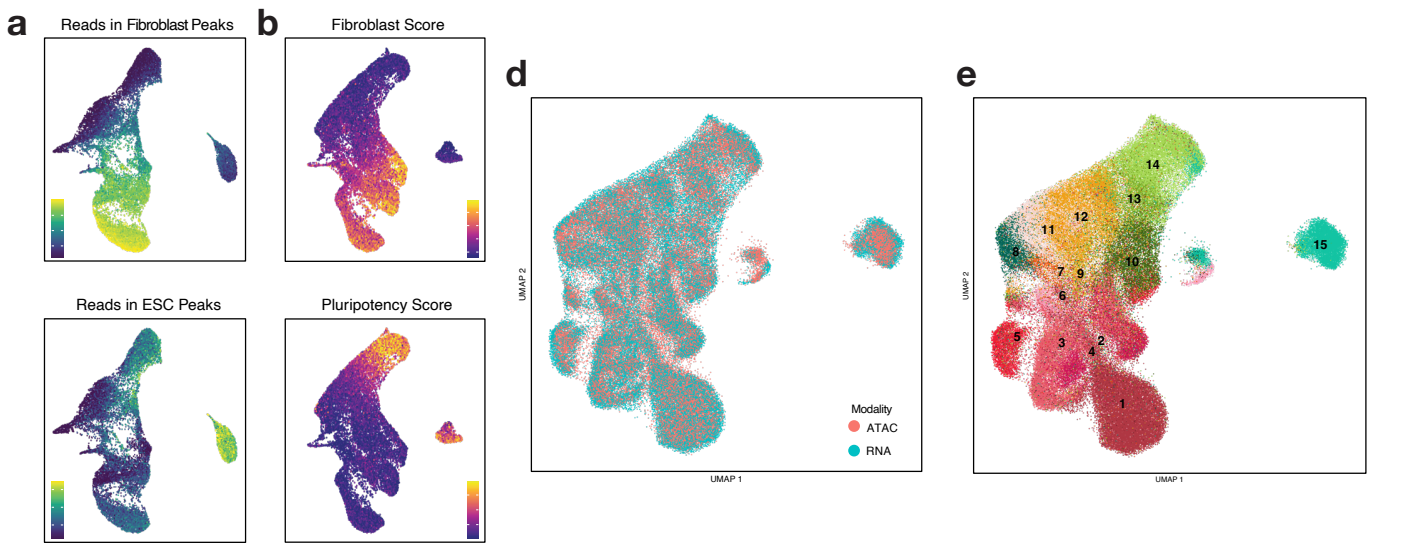 a
Reads in Fibroblast Peaks
b
Fibroblast Score
Reads in ESC Peaks
Pluripotency Score
d
UMAP 2
UMAP 1
Modality
ATAC
RNA
e
UMAP 2
UMAP 1
14
13
12
11
8
10
15
7
9
6
5
3
2
4
1